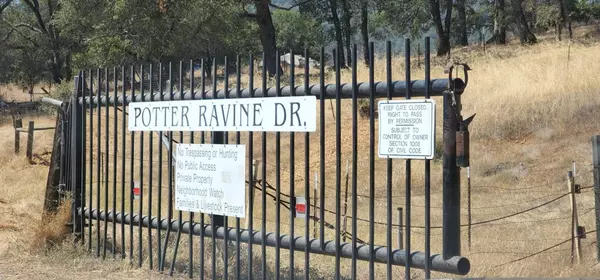 POTTER RAVINE DR.
KEEP GATE CLOSED
RIGHT TO PASS
BY PERMISSION
SUBJECT TO
CONTROL OF OWNER
SECTION 1008
OF CIVIL CODE
No Trespassing or Hunting
No Public Access
Private Property
Neighborhood Watch
Families & Livestock Present